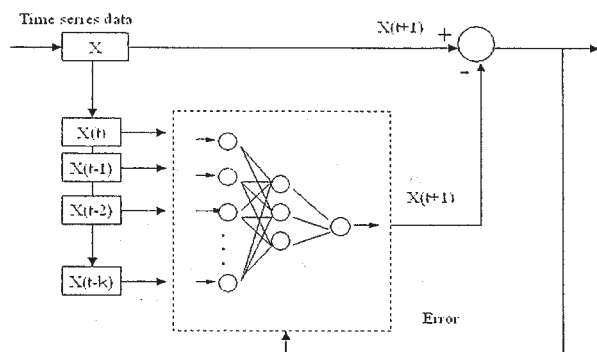 Time series data
X
X(t+1)
+
-
X(t)
X(t-1)
X(t-2)
X(t-k)
X(t+1)
Error